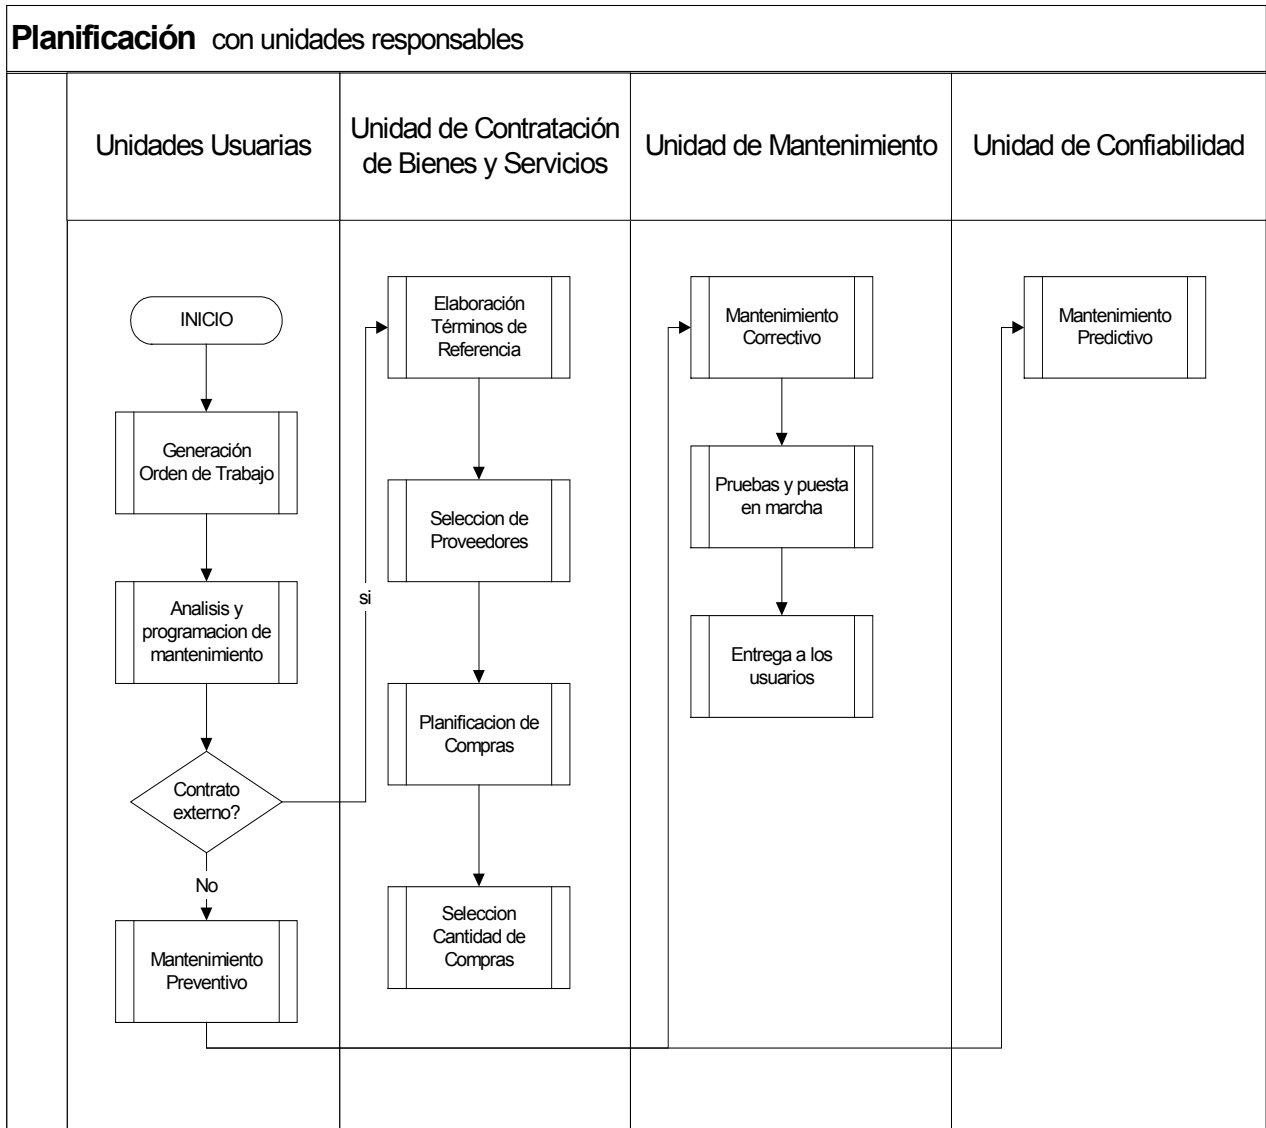 Planificación con unidades responsables
Unidades Usuarias
Unidad de Contratación
de Bienes y Servicios
Unidad de Mantenimiento
Unidad de Confiabilidad
INICIO
Generación
Orden de Trabajo
Analisis y
programacion de
mantenimiento
Contrato
externo?
si
No
Mantenimiento
Preventivo
Elaboración
Términos de
Referencia
Seleccion de
Proveedores
Planificacion de
Compras
Seleccion
Cantidad de
Compras
Mantenimiento
Correctivo
Pruebas y puesta
en marcha
Entrega a los
usuarios
Mantenimiento
Predictivo